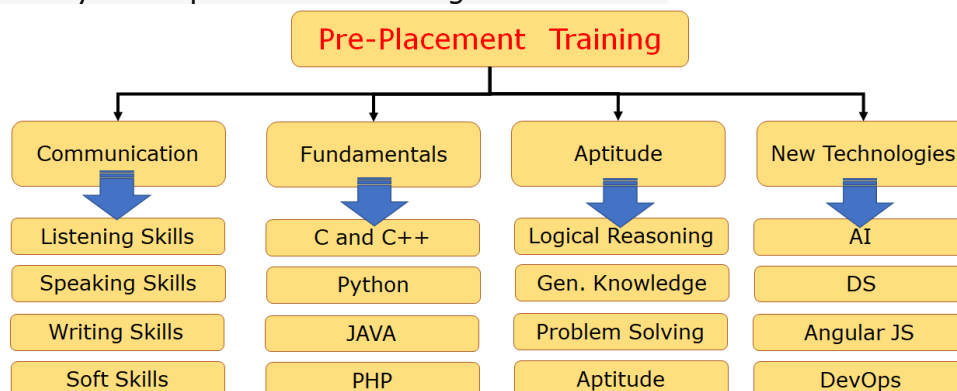 Pre-Placement Training
Communication
Fundamentals
Aptitude
New Technologies
Listening Skills
C and C++
Logical Reasoning
AI
Speaking Skills
Python
Gen. Knowledge
DS
Writing Skills
JAVA
Problem Solving
Angular JS
Soft Skills
PHP
Aptitude
DevOps